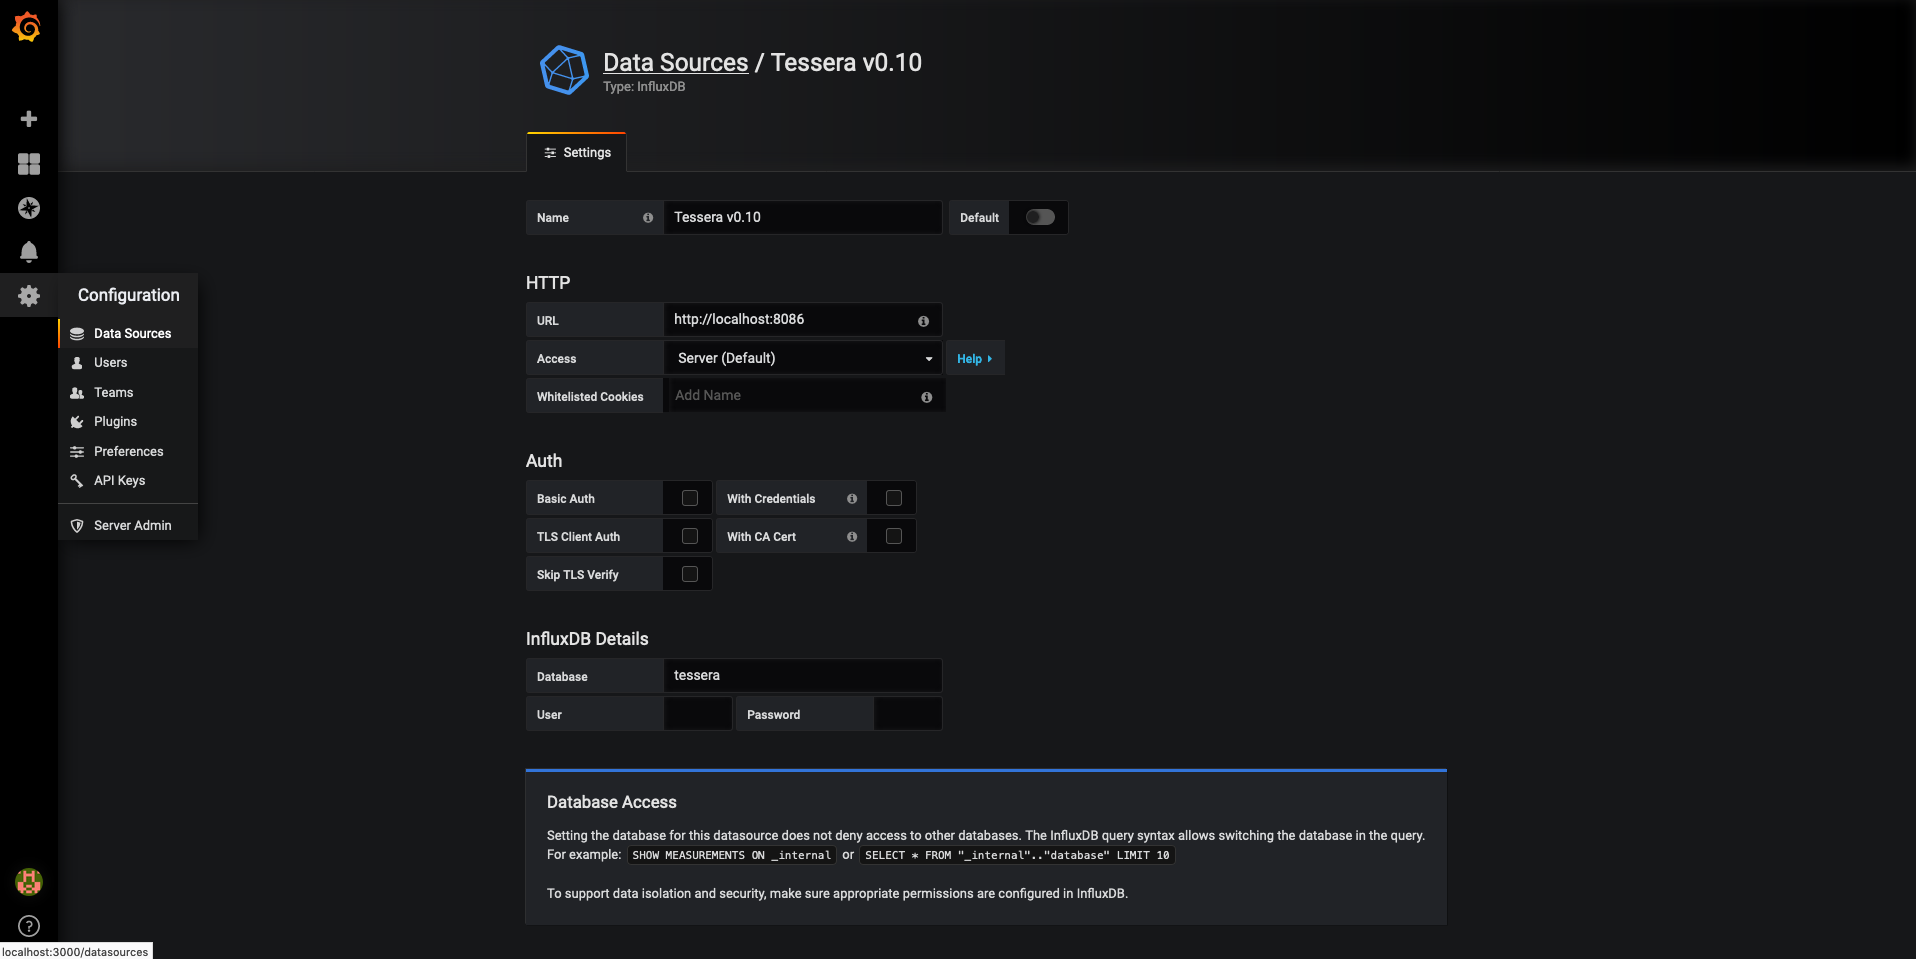 Data Sources / Tessera v0.10
Type: InfluxDB
Settings
Name
Tessera v0.10
Default
Configuration
Data Sources
Users
Teams
Plugins
Preferences
API Keys
Server Admin
HTTP
URL
http://localhost:8086
Access
Server (Default)
Help
Whitelisted Cookies
Add Name
Auth
Basic Auth
With Credentials
TLS Client Auth
With CA Cert
Skip TLS Verify
InfluxDB Details
Database
tessera
User
Password
Database Access
Setting the database for this datasource does not deny access to other databases. The InfluxDB query syntax allows switching the database in the query.
For example: SHOW MEASUREMENTS ON _internal or SELECT * FROM "_internal".."database" LIMIT 10
To support data isolation and security, make sure appropriate permissions are configured in InfluxDB.
localhost:3000/datasources